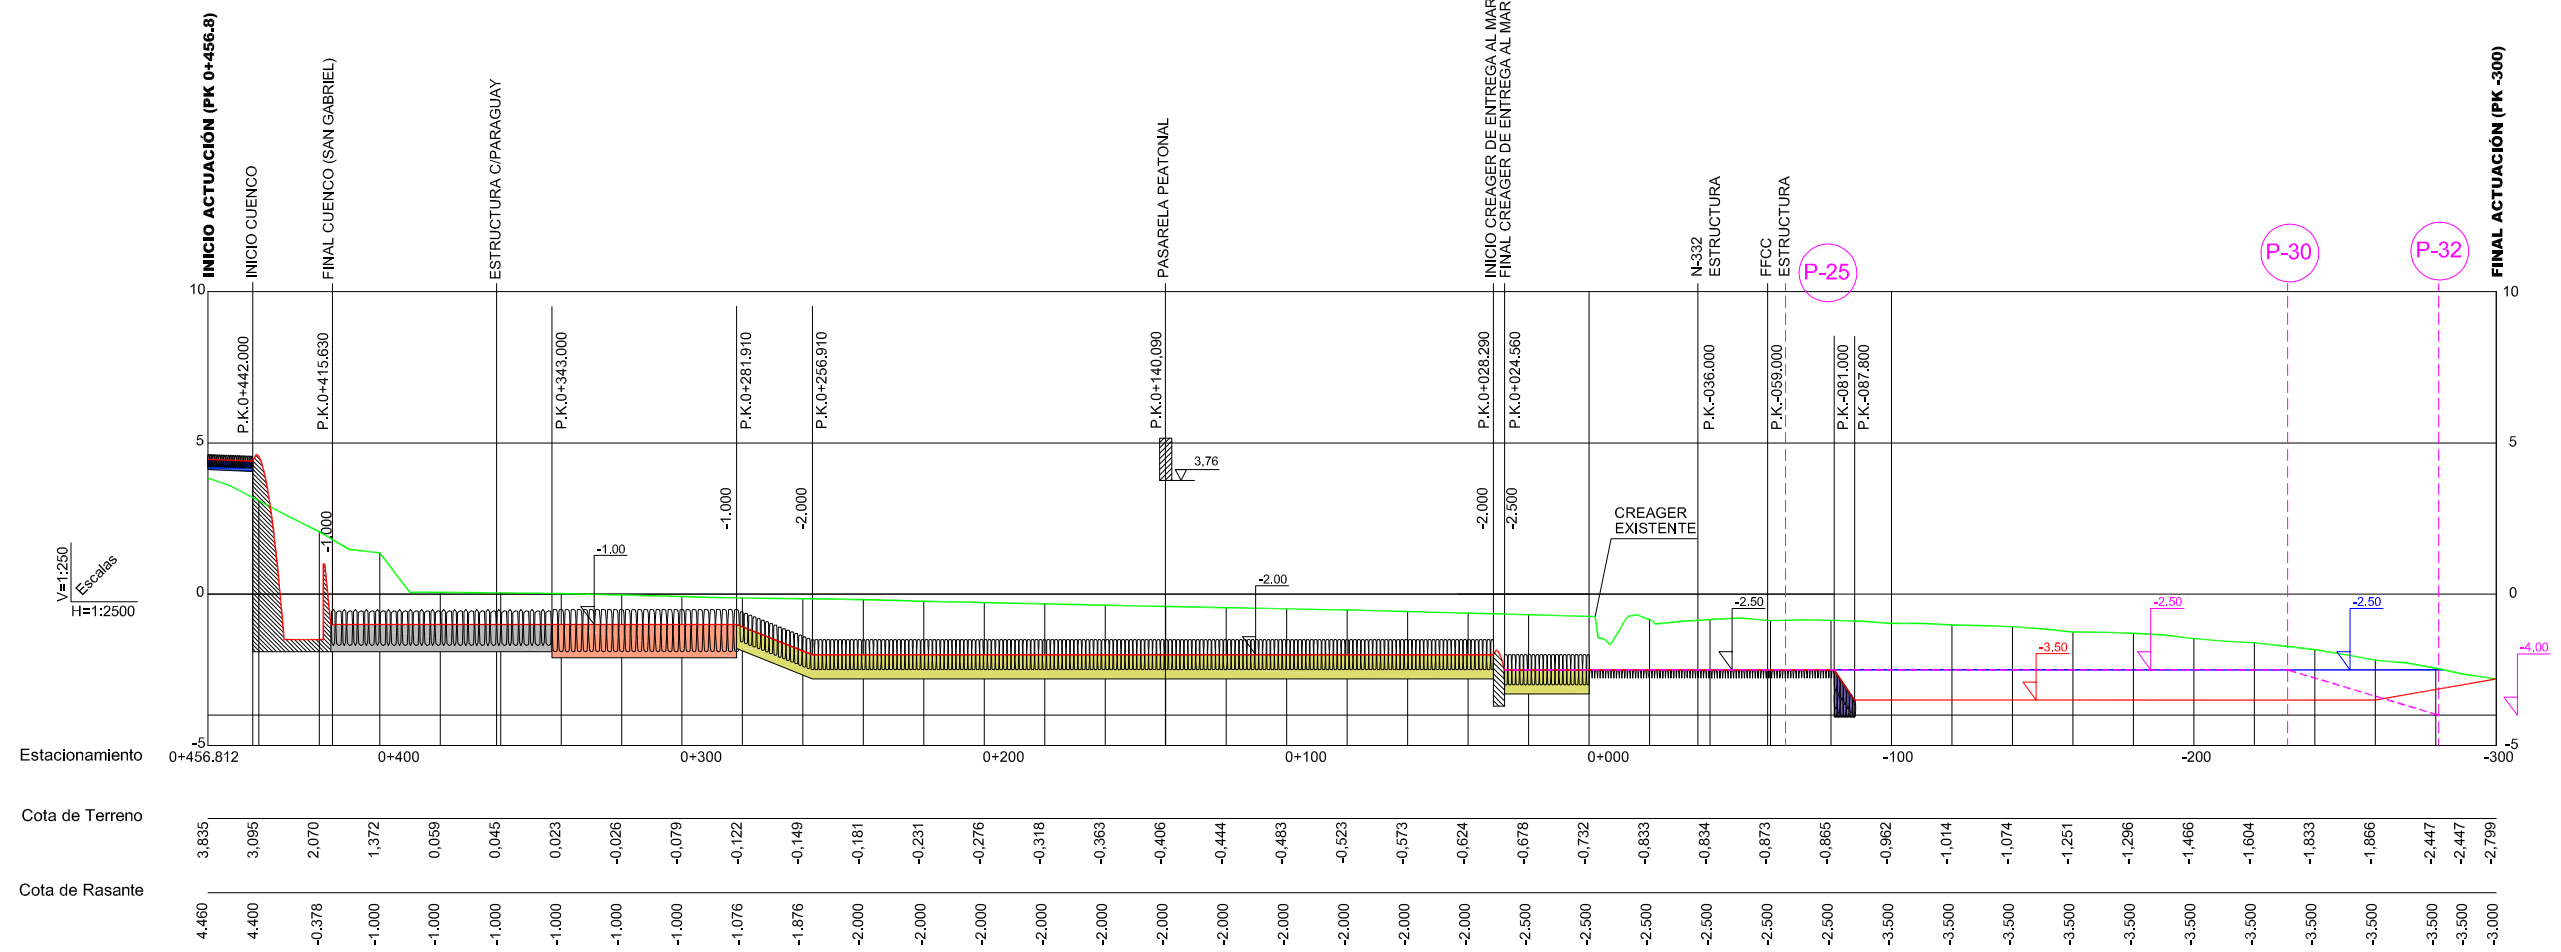 INICIO ACTUACIÓN (PK 0+456.8)
INICIO CUENCO
FINAL CUENCO (SAN GABRIEL)
ESTRUCTURA C/PARAGUAY
PASARELA PEATONAL
INICIO CREAGER DE ENTREGA AL MAR
FINAL CREAGER DE ENTREGA AL MAR
N-332
ESTRUCTURA
FFCC
ESTRUCTURA
P-25
P-30
P-32
FINAL ACTUACIÓN (PK -300)
10
10
P.K.0+442.000
P.K.0+415.630
P.K.0+343.000
P.K.0+281.910
P.K.0+256.910
P.K.0+140,090
P.K.0+028.290
P.K.0+024.560
P.K.-036.000
P.K.-059.000
P.K.-081.000
P.K.-087.800
5
5
3,76
-1.000
-1.000
-2.000
-2.000
-2.500
CREAGER
EXISTENTE
V=1:250
Escalas
H=1:2500
0
0
-1.00
-2.00
-2.50
-3.50
-2.50
-2.50
-4.00
-5
-5
Estacionamiento 0+456.812 0+400 0+300 0+200 0+100 0+000 -100 -200 -300
Cota de Terreno 3,835 3,095 2,070 1,372 0,059 0,045 0,023 -0,026 -0,079 -0,122 -0,149 -0,181 -0,231 -0,276 -0,318 -0,363 -0,406 -0,444 -0,483 -0,523 -0,573 -0,624 -0,678 -0,732 -0,833 -0,834 -0,873 -0,865 -0,962 -1,014 -1,074 -1,251 -1,296 -1,466 -1,604 -1,833 -1,866 -2,447 -2,447 -2,799
Cota de Rasante 4.460 4.400 -0.378 -1.000 -1.000 -1.000 -1.000 -1.000 -1.000 -1.076 -1.876 -2.000 -2.000 -2.000 -2.000 -2.000 -2.000 -2.000 -2.000 -2.000 -2.000 -2.000 -2.500 -2.500 -2.500 -2.500 -2.500 -2.500 -3.500 -3.500 -3.500 -3.500 -3.500 -3.500 -3.500 -3.500 -3.500 -3.500 -3.500 -3.000